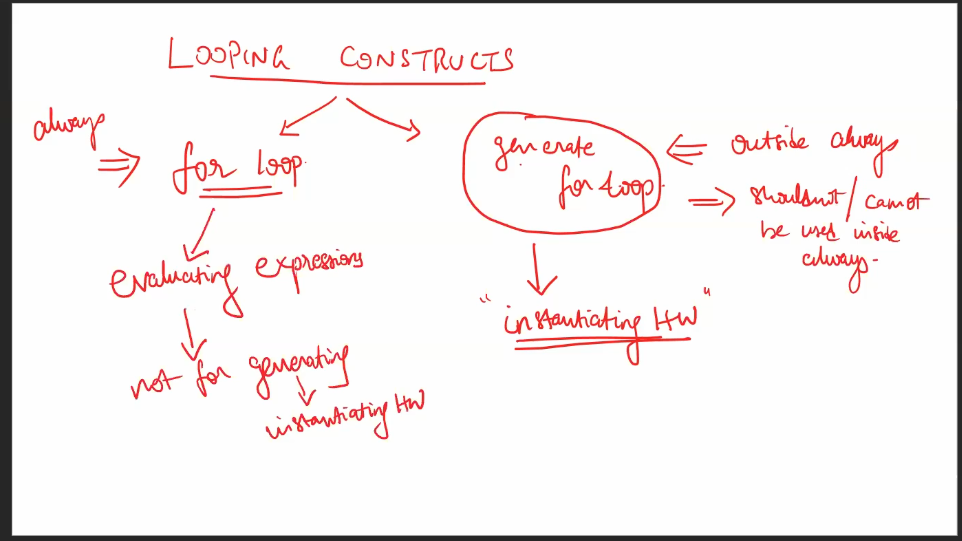 LOOPING CONSTRUCTS
always
for loop.
evaluating expressions
not for generating
instantiating HW
generate
for loop.
outside always
shouldnot/cannot
be used inside
always.
"instantiating HW"